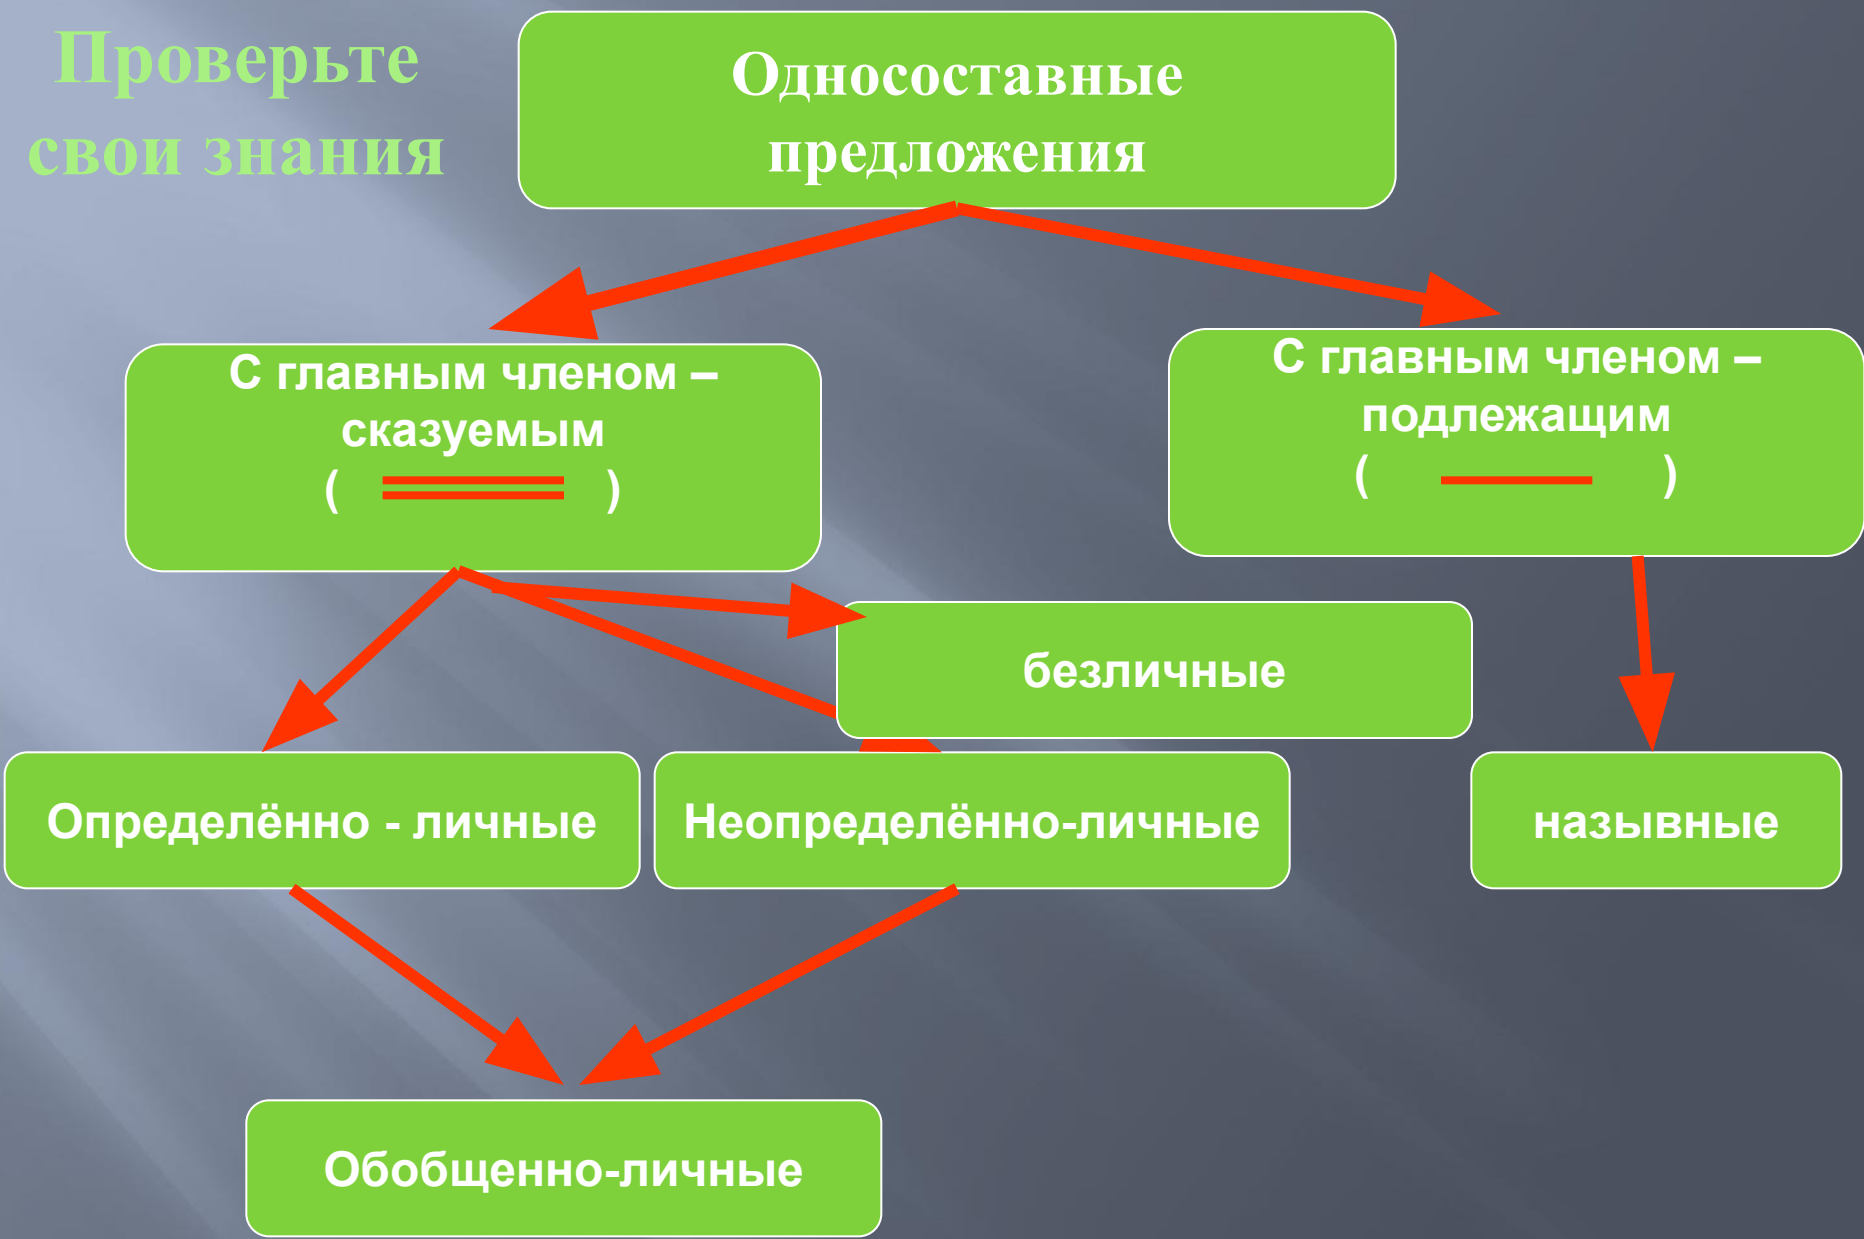 Проверьте
свои знания
Односоставные
предложения
С главным членом –
сказуемым
( )
С главным членом –
подлежащим
( )
безличные
Определённо - личные
Неопределённо-личные
назывные
Обобщенно-личные